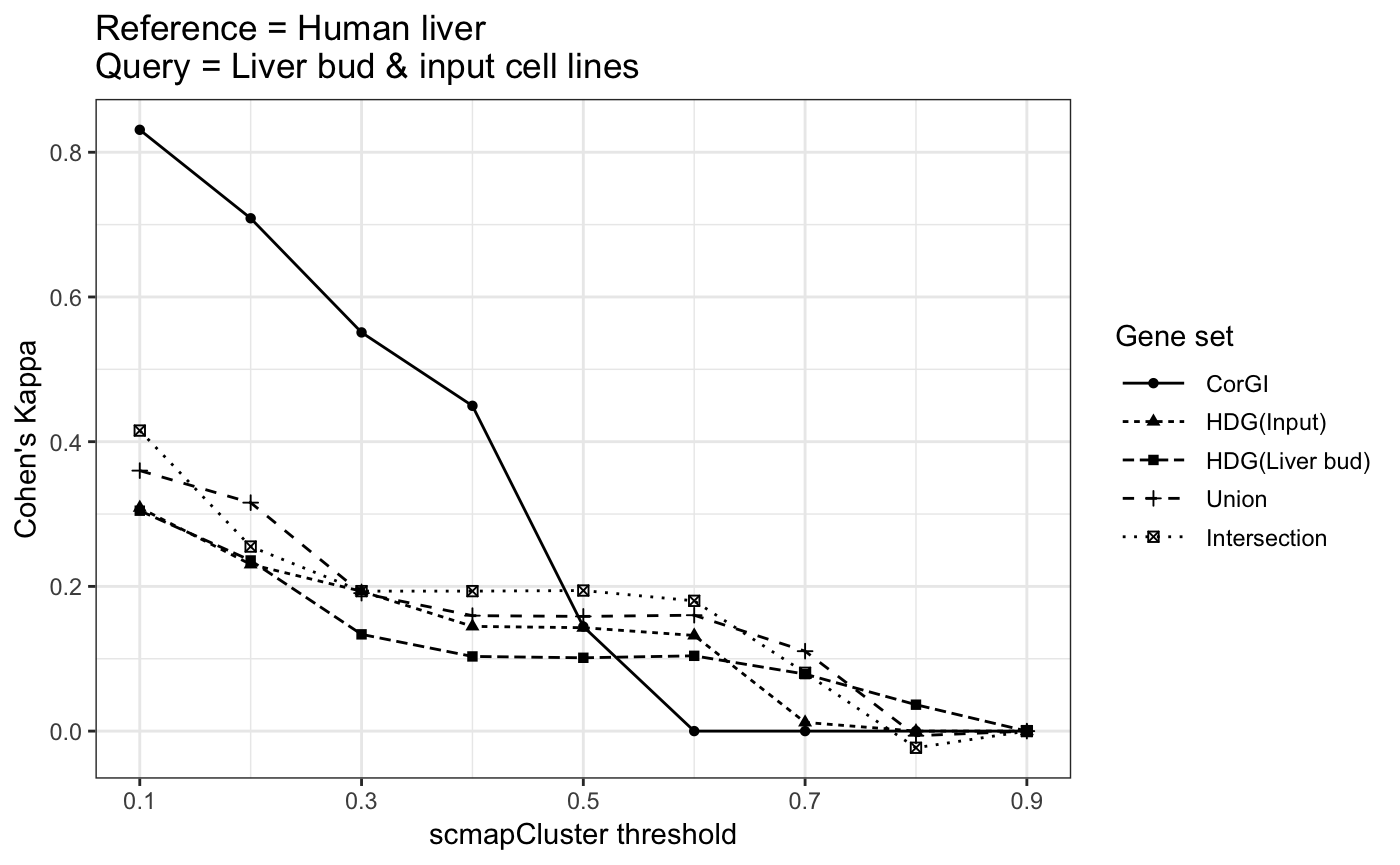 Reference = Human liver
Query = Liver bud & input cell lines
Cohen's Kappa
0.8
0.6
0.4
0.2
0.0
0.1
0.3
0.5
0.7
0.9
scmapCluster threshold
Gene set
CorGI
HDG(Input)
HDG(Liver bud)
Union
Intersection